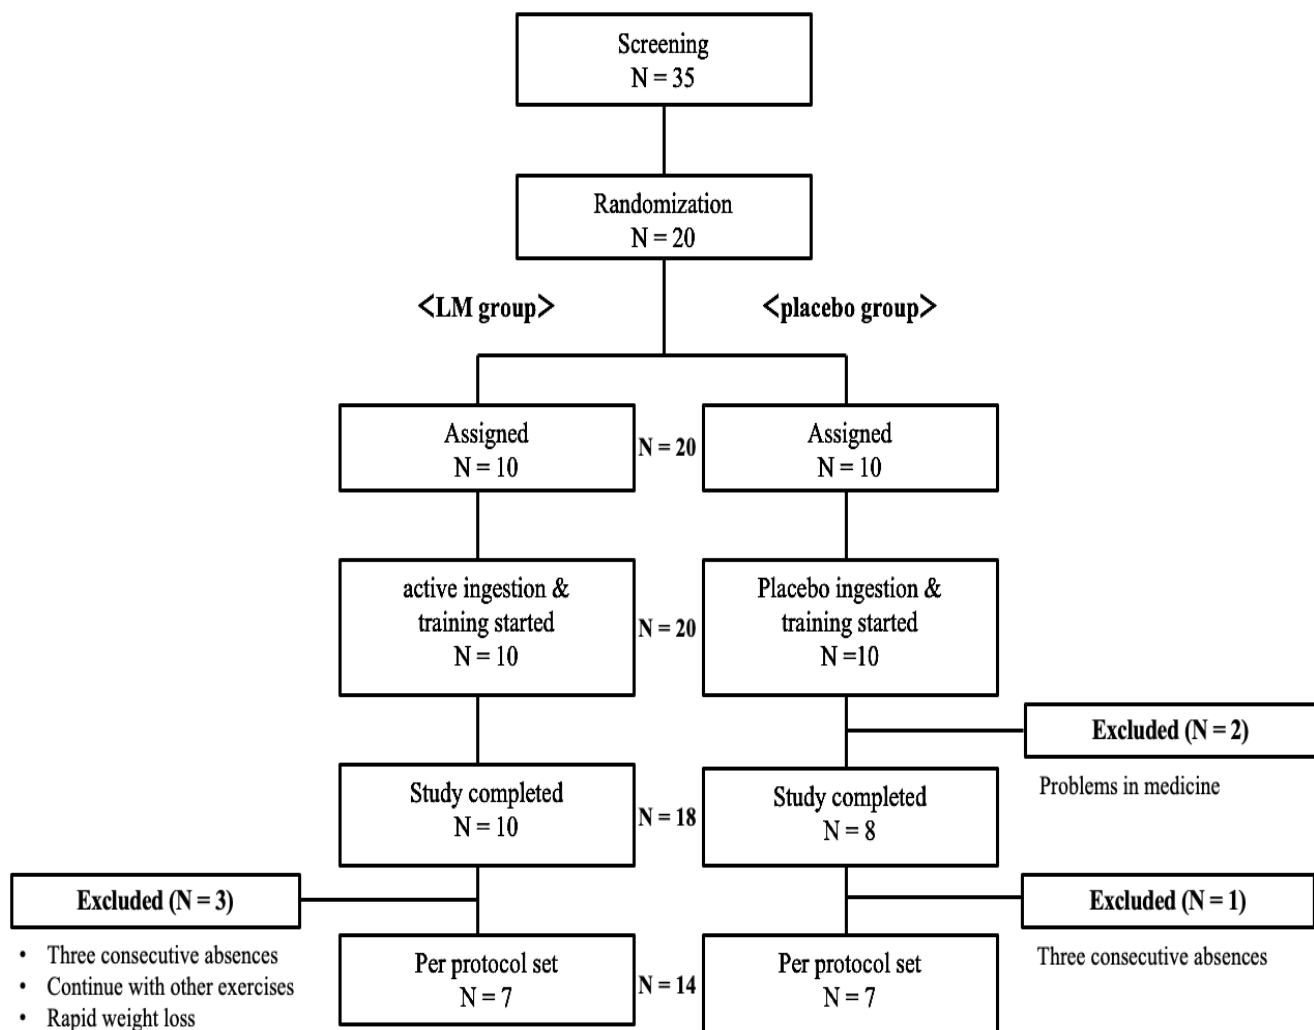 Screening
N = 35
Randomization
N = 20
<LM group>
<placebo group>
Assigned
N = 10
N = 20
Assigned
N = 10
active ingestion &
training started
N = 10
N = 20
Placebo ingestion &
training started
N =10
Excluded (N = 2)
Problems in medicine
Study completed
N = 10
N = 18
Study completed
N = 8
Excluded (N = 3)
• Three consecutive absences
• Continue with other exercises
• Rapid weight loss
Excluded (N = 1)
Three consecutive absences
Per protocol set
N = 7
N = 14
Per protocol set
N = 7